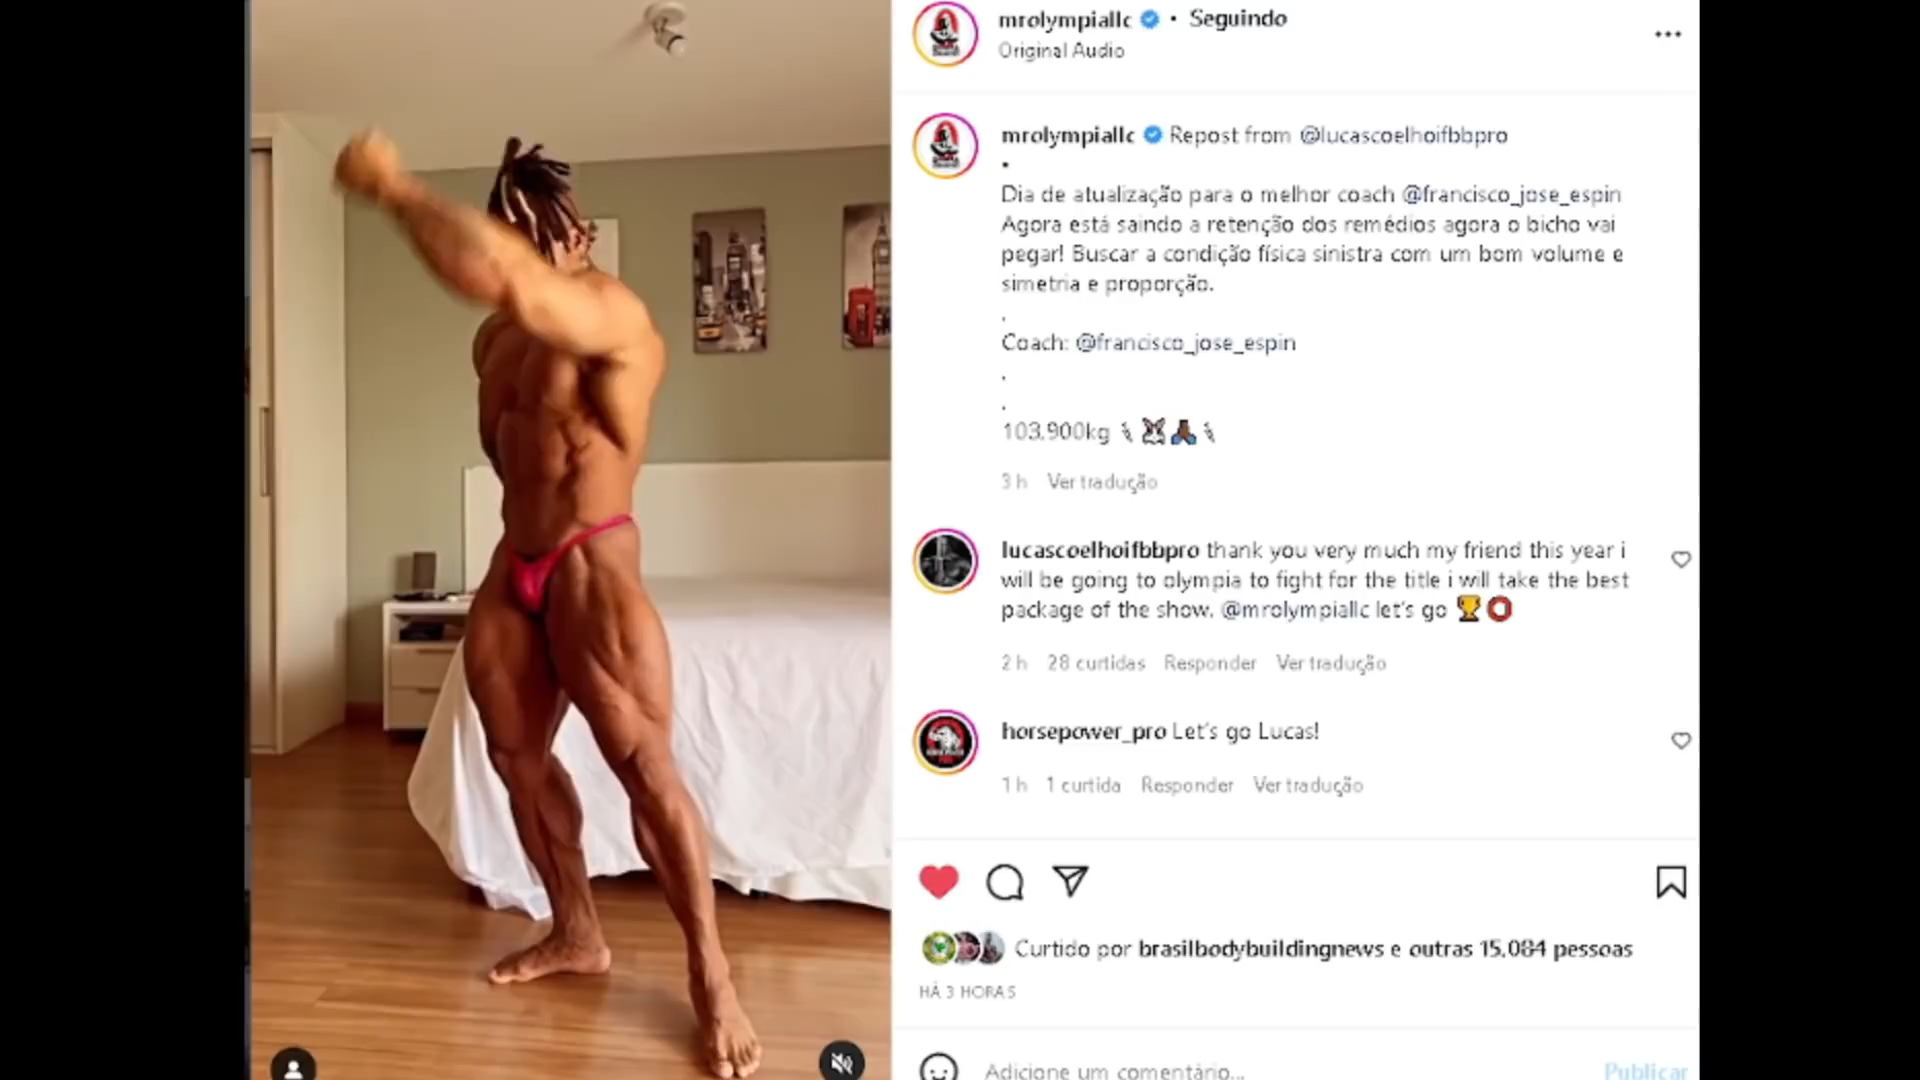 mrolympiallc • Seguindo
Original Audio
mrolympiallc Repost from @lucascoelhoifbbpro
•
Dia de atualização para o melhor coach @francisco_jose_espin
Agora está saindo a retenção dos remédios agora o bicho vai
pegar! Buscar a condição física sinistra com um bom volume e
simetria e proporção.
.
Coach: @francisco_jose_espin
.
.
103.900kg
3 h Ver tradução
lucascoelhoifbbpro thank you very much my friend this year i
will be going to olympia to fight for the title i will take the best
package of the show. @mrolympiallc let's go 🏆⭕
2 h 28 curtidas Responder Ver tradução
horsepower_pro Let's go Lucas!
1 h 1 curtida Responder Ver tradução
Curtido por brasilbodybuildingnews e outras 15.084 pessoas
HÁ 3 HORAS
Adicione um comentário... Publicar